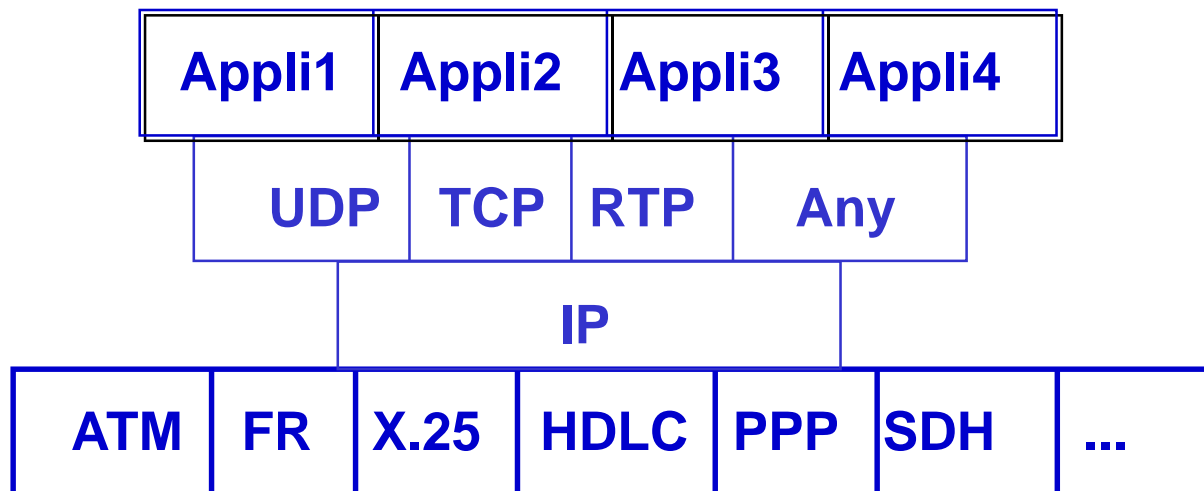 Appli1 Appli2 Appli3 Appli4
UDP TCP RTP Any
IP
ATM FR X.25 HDLC PPP SDH ...